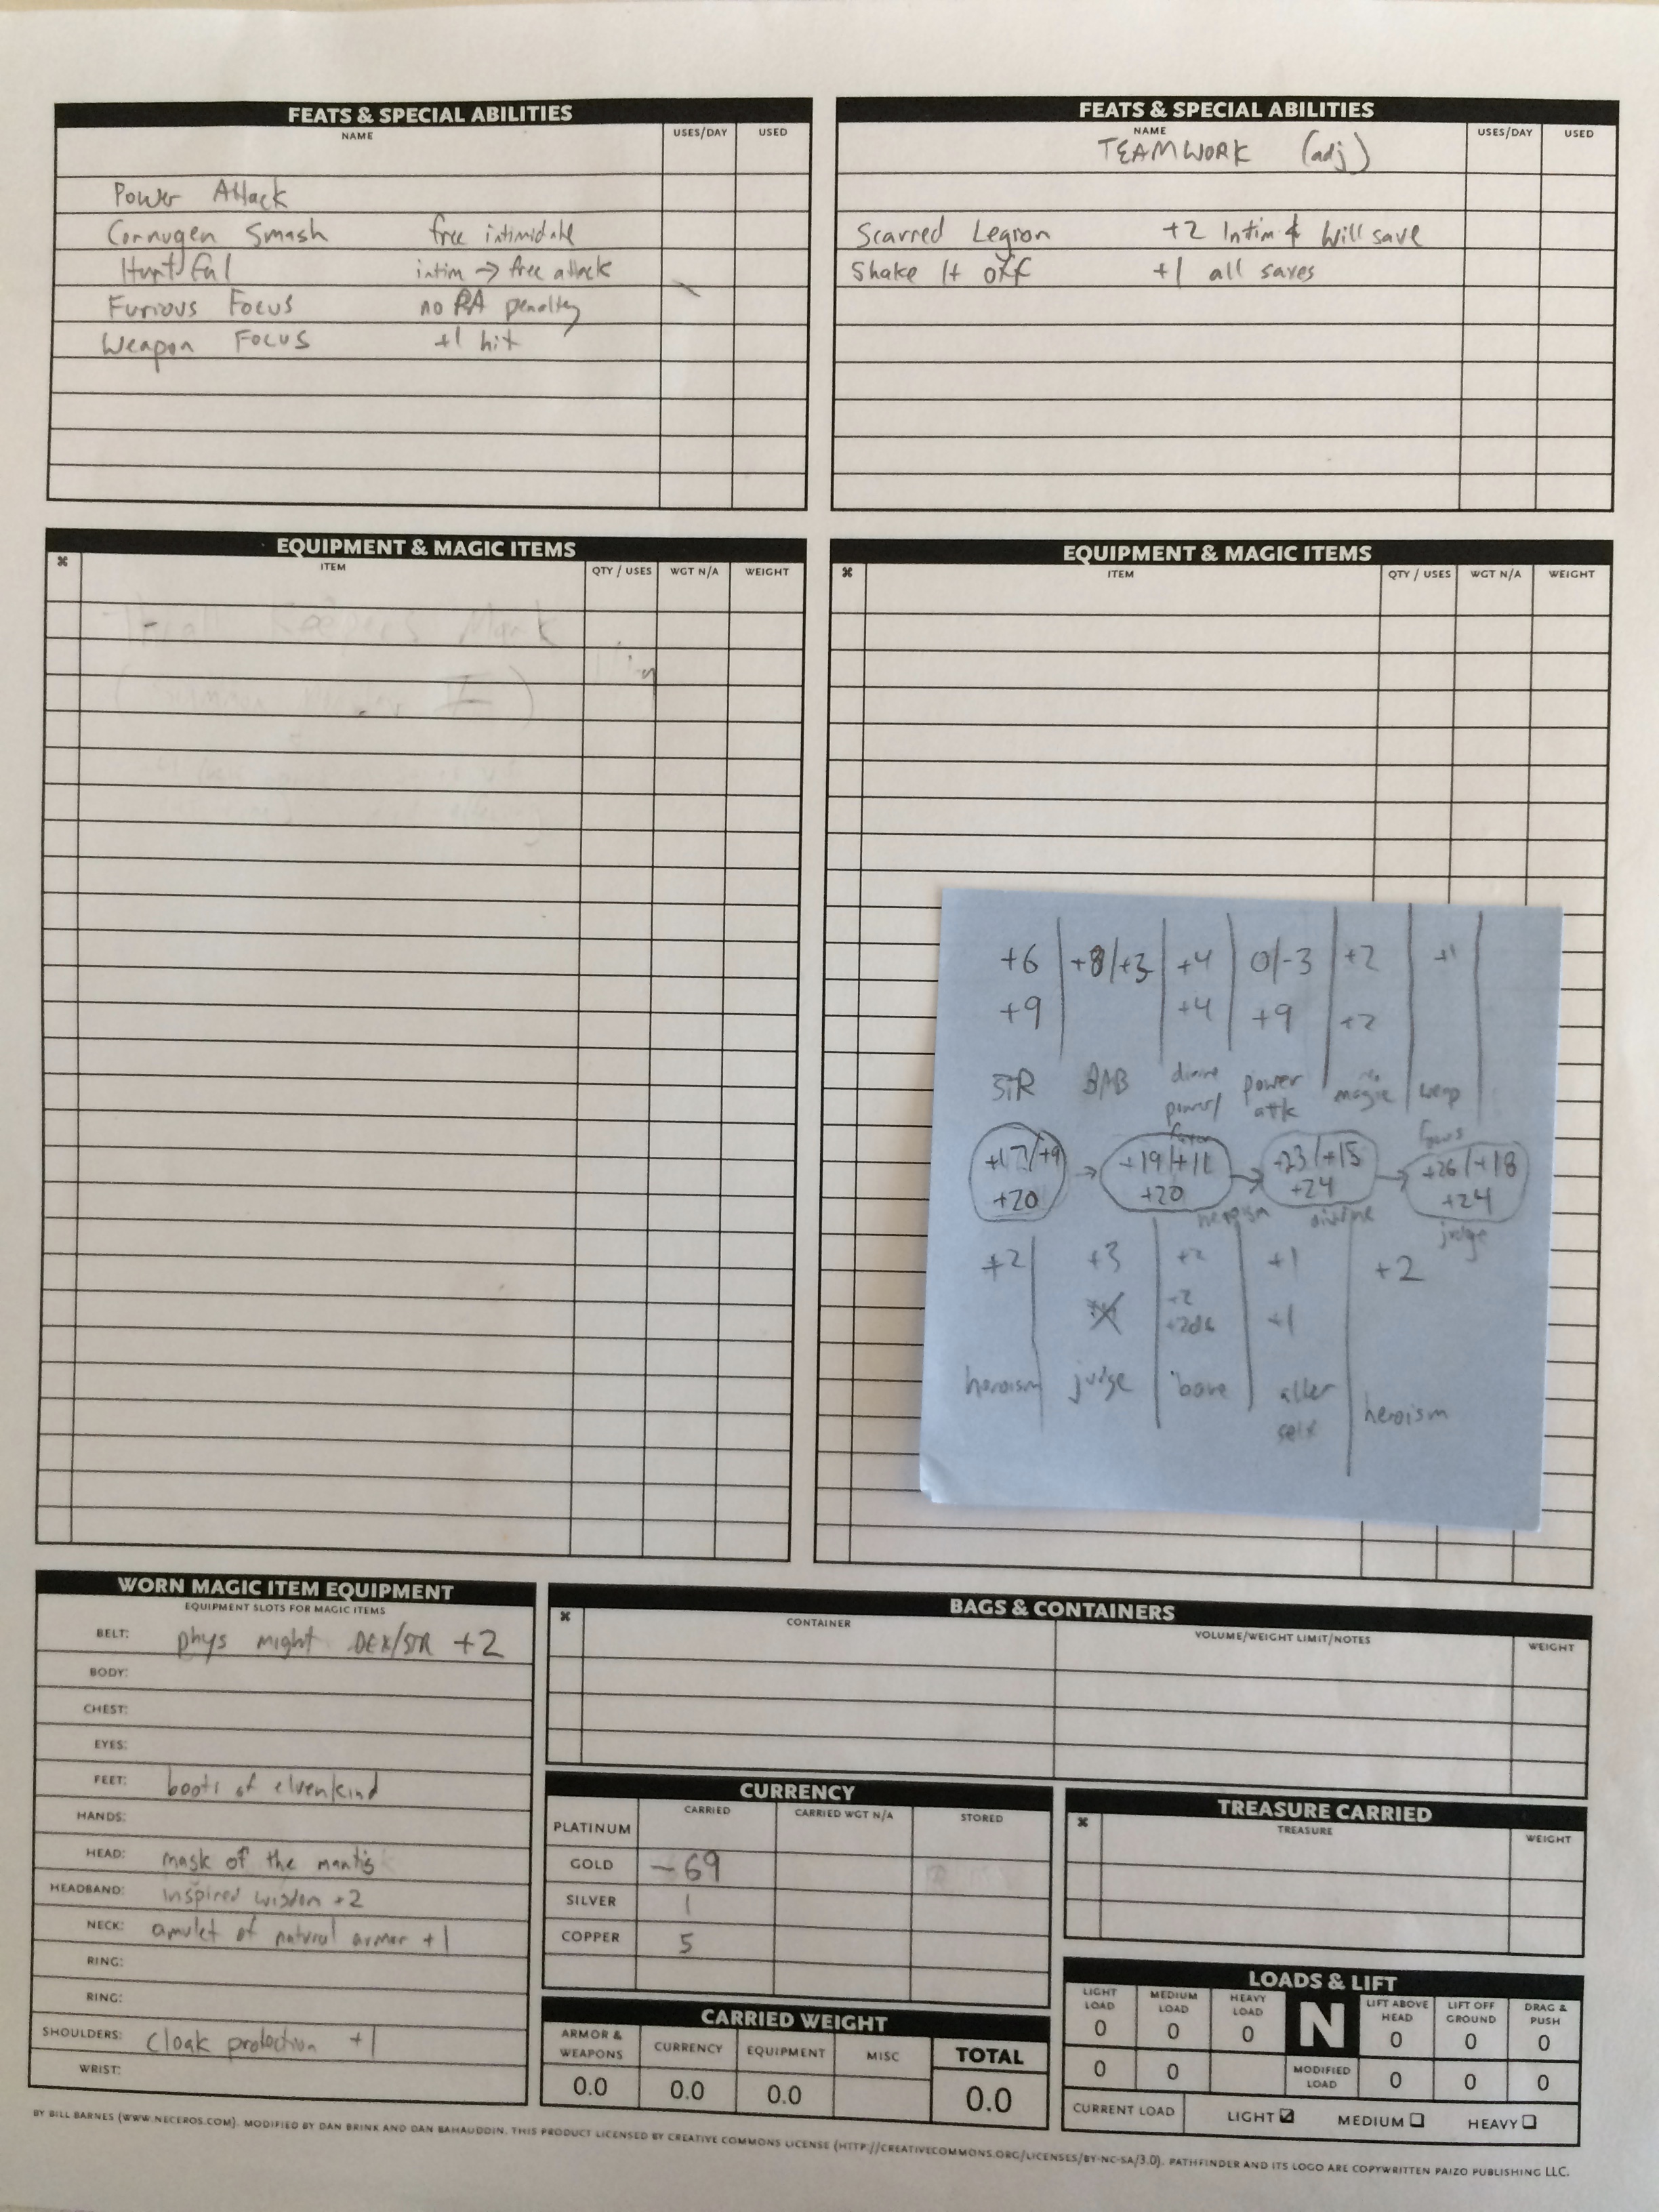 FEATS & SPECIAL ABILITIES
NAME USES/DAY USED
Power Attack
Cornugen Smash free intimidate
Hurtful intim → free attack
Furious Focus no PA penalty
Weapon Focus +1 hit
FEATS & SPECIAL ABILITIES
NAME USES/DAY USED
TEAMWORK (adj)
Scarred Legion +2 Intim & Will save
Shake It off +1 all saves
EQUIPMENT & MAGIC ITEMS
ITEM QTY / USES WGT N/A WEIGHT
EQUIPMENT & MAGIC ITEMS
ITEM QTY / USES WGT N/A WEIGHT
+6 +8/+3 +4 0/-3 +2 +1
+9 +4 +9 +2
STR BAB divine power magic weap
power/ attk focus
favor
+17/+9 → +19/+11 → +23/+15 → +26/+18
+20 +20 +24 +24
heroism divine judge
+2 +3 +2 +1 +2
+2
+2d6 +1
heroism judge bane alter heroism
self
WORN MAGIC ITEM EQUIPMENT
EQUIPMENT SLOTS FOR MAGIC ITEMS
BELT: phys might DEX/STR +2
BODY:
CHEST:
EYES:
FEET: boots of elvenkind
HANDS:
HEAD: mask of the mantis
HEADBAND: inspired wisdom +2
NECK: amulet of natural armor +1
RING:
RING:
SHOULDERS: cloak protection +1
WRIST:
BAGS & CONTAINERS
CONTAINER VOLUME/WEIGHT LIMIT/NOTES WEIGHT
CURRENCY
CARRIED CARRIED WGT N/A STORED
PLATINUM
GOLD -69
SILVER 1
COPPER 5
TREASURE CARRIED
TREASURE WEIGHT
CARRIED WEIGHT
ARMOR & WEAPONS CURRENCY EQUIPMENT MISC TOTAL
0.0 0.0 0.0 0.0
LOADS & LIFT
LIGHT LOAD MEDIUM LOAD HEAVY LOAD N LIFT ABOVE HEAD LIFT OFF GROUND DRAG & PUSH
0 0 0 0 0 0
0 0 MODIFIED LOAD 0 0 0
CURRENT LOAD LIGHT MEDIUM HEAVY
BY BILL BARNES (WWW.NECEROS.COM). MODIFIED BY DAN BRINK AND DAN BAHAUDDIN. THIS PRODUCT LICENSED BY CREATIVE COMMONS LICENSE (HTTP://CREATIVECOMMONS.ORG/LICENSES/BY-NC-SA/3.0). PATHFINDER AND ITS LOGO ARE COPYWRITTEN PAIZO PUBLISHING LLC.